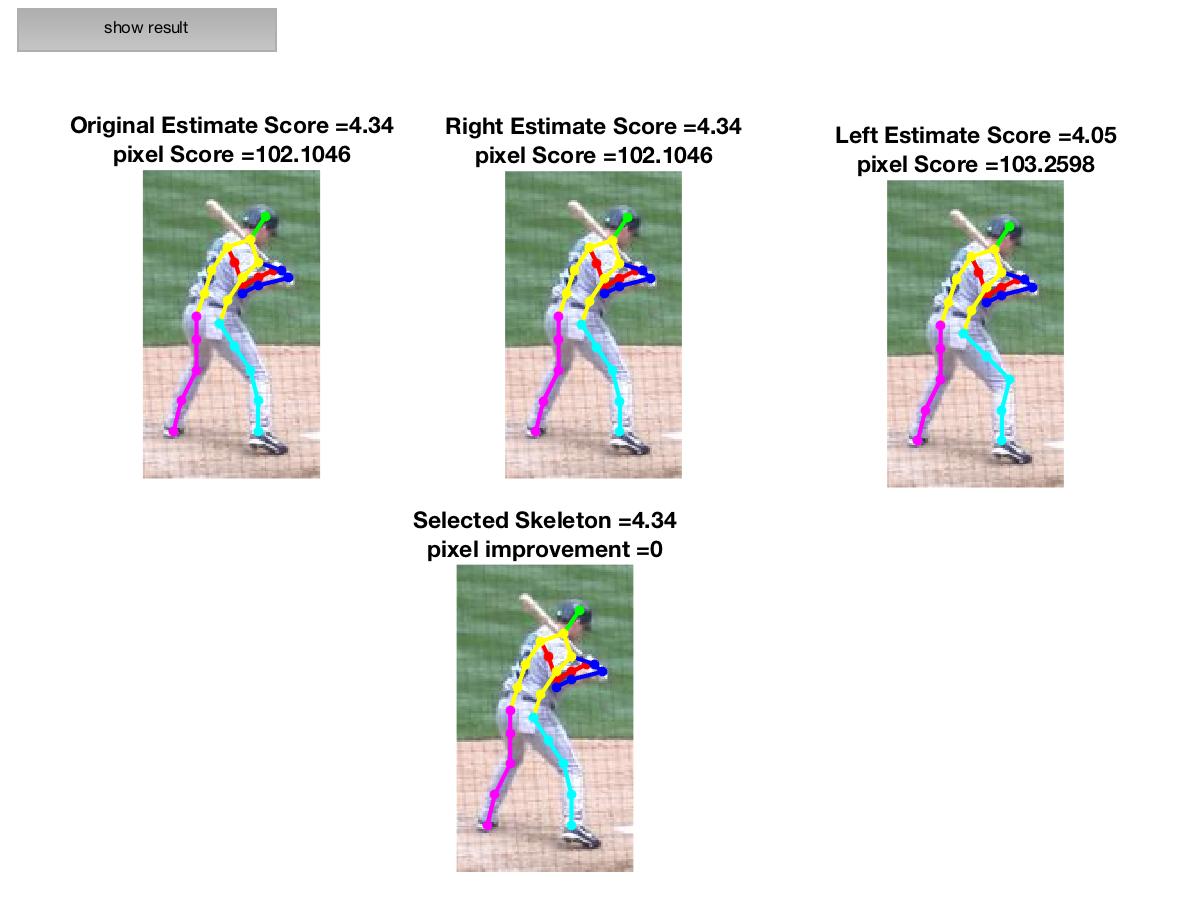 show result
Original Estimate Score =4.34
pixel Score =102.1046
Right Estimate Score =4.34
pixel Score =102.1046
Left Estimate Score =4.05
pixel Score =103.2598
Selected Skeleton =4.34
pixel improvement =0